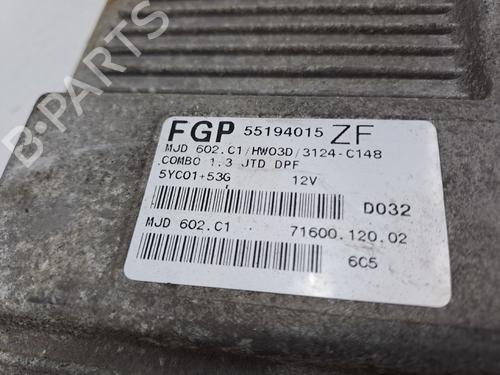 B-PARTS
FGP 55194015 ZF
MJD 602.C1/HW03D/3124-C148
COMBO 1.3 JTD DPF
5YC01+53G 12V
D032
MJD 602.C1 71600.120.02
6C5